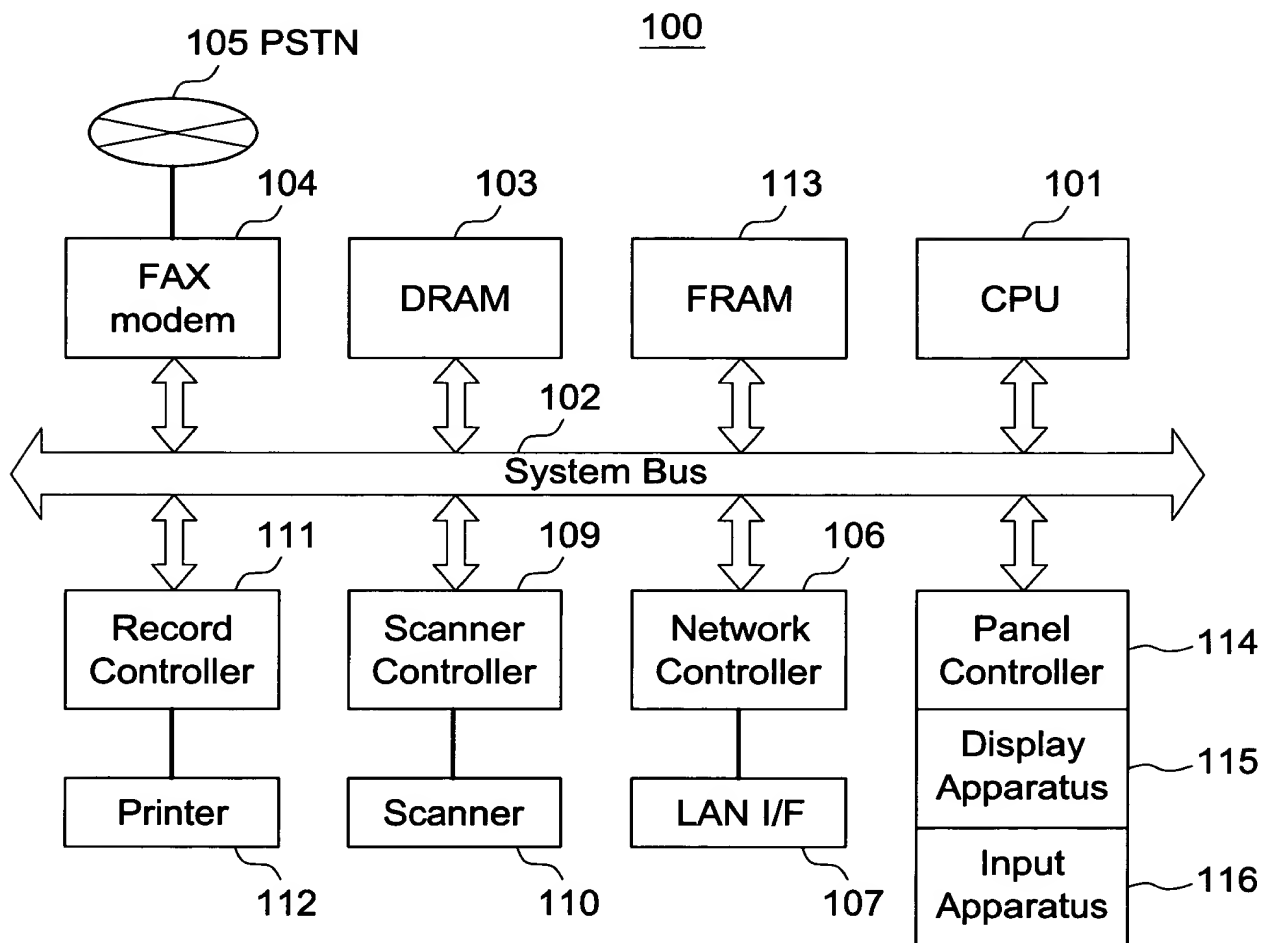 100
105 PSTN
104
103
113
101
FAX
modem
DRAM
FRAM
CPU
102
System Bus
111
109
106
Record
Controller
Scanner
Controller
Network
Controller
Panel
Controller
114
Display
Apparatus
115
Printer
Scanner
LAN I/F
Input
Apparatus
116
112
110
107